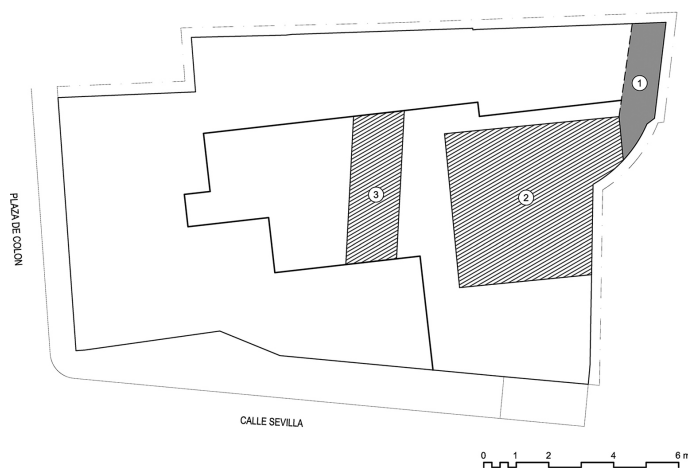 1
2
3
PLAZA DE COLON
CALLE SEVILLA
0 1 2 4 6 m